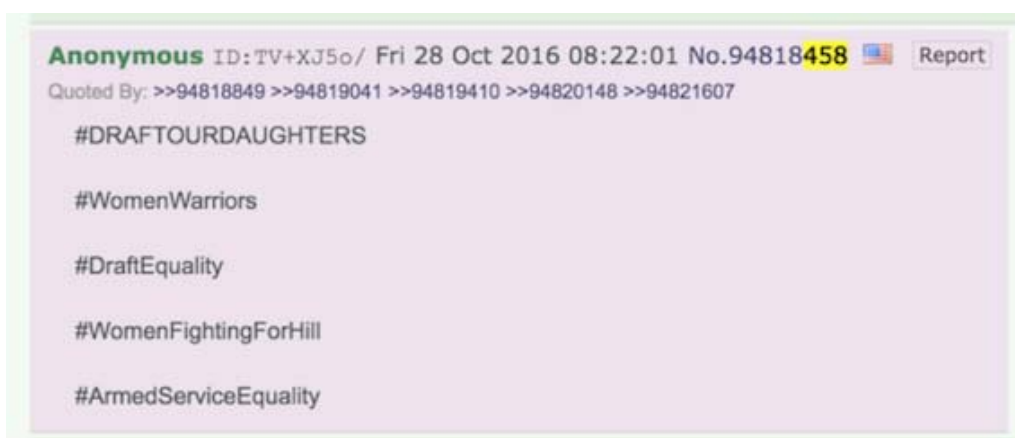 Anonymous ID:TV+XJ5o/ Fri 28 Oct 2016 08:22:01 No.94818458 Report
Quoted By: >>94818849 >>94819041 >>94819410 >>94820148 >>94821607
#DRAFTOURDAUGHTERS
#WomenWarriors
#DraftEquality
#WomenFightingForHill
#ArmedServiceEquality